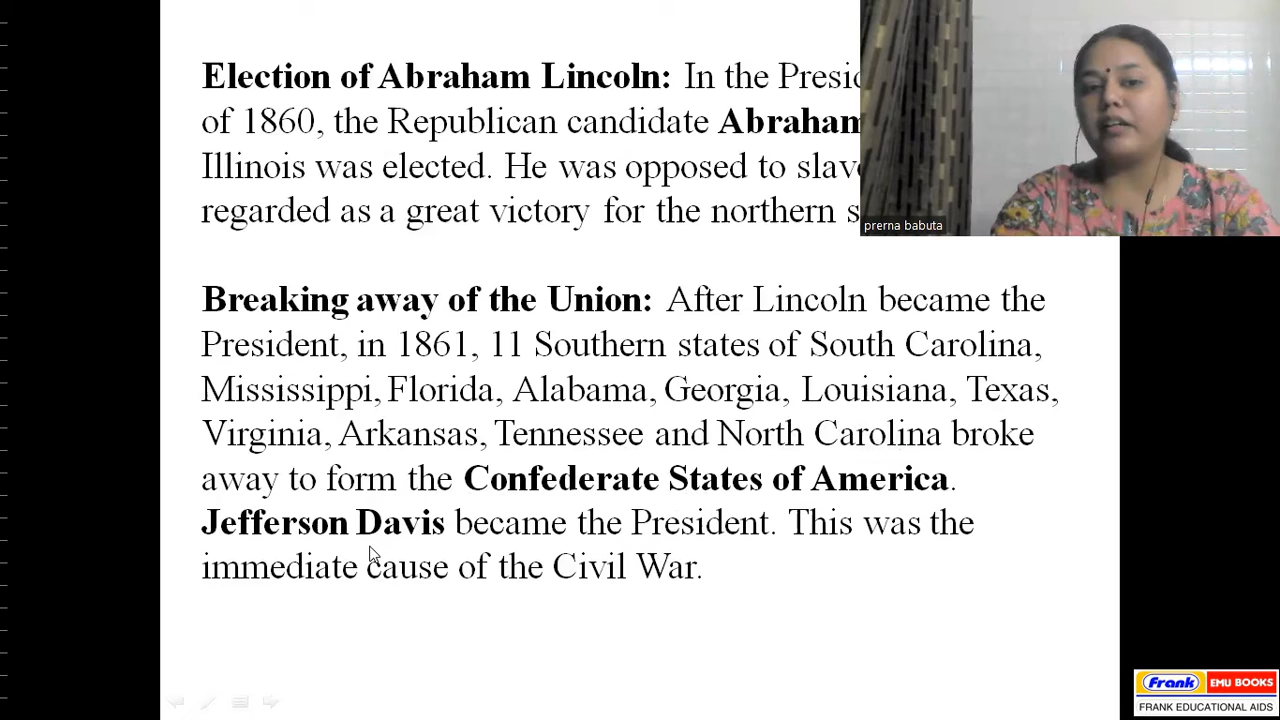 Election of Abraham Lincoln: In the Presid
of 1860, the Republican candidate Abraham
Illinois was elected. He was opposed to slave
regarded as a great victory for the northern s
prerna babuta
Breaking away of the Union: After Lincoln became the
President, in 1861, 11 Southern states of South Carolina,
Mississippi, Florida, Alabama, Georgia, Louisiana, Texas,
Virginia, Arkansas, Tennessee and North Carolina broke
away to form the Confederate States of America.
Jefferson Davis became the President. This was the
immediate cause of the Civil War.
Frank EMU BOOKS
FRANK EDUCATIONAL AIDS